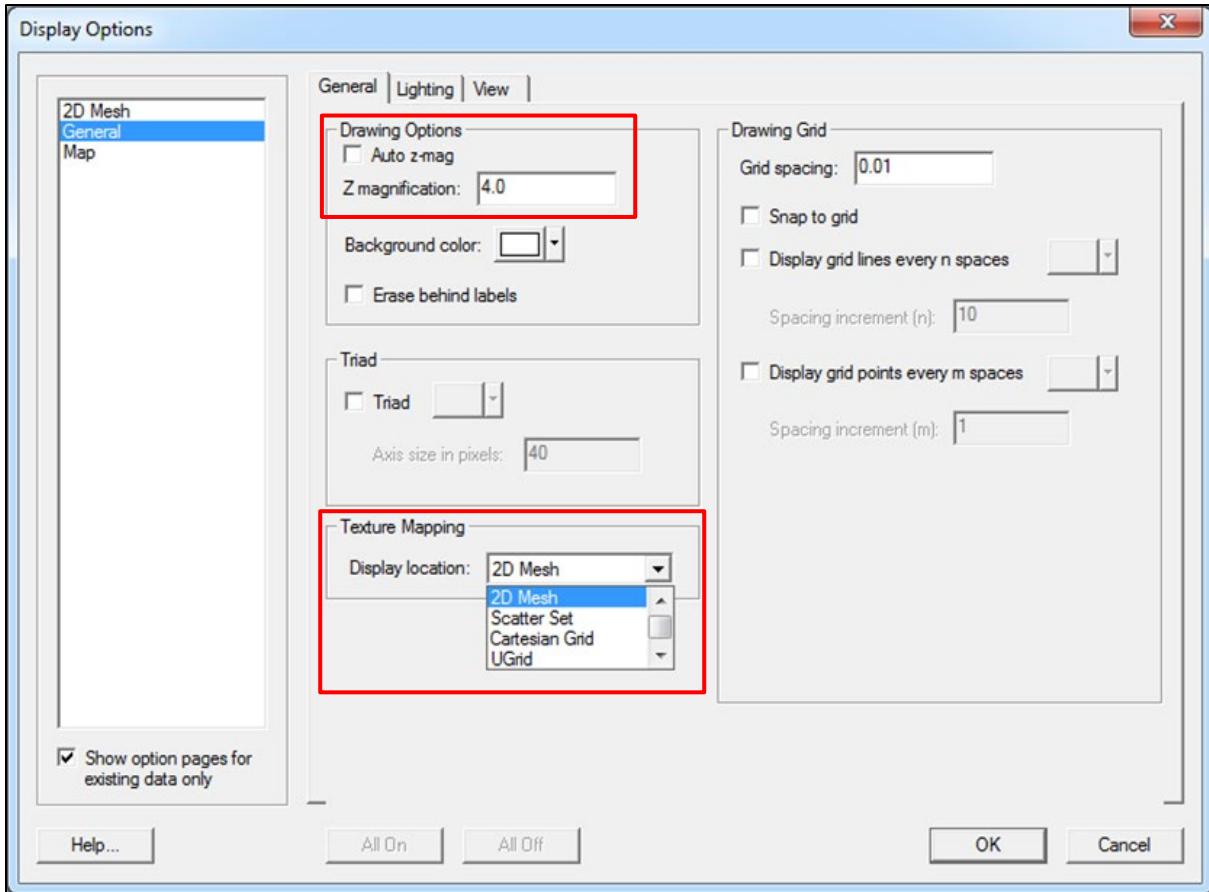 Display Options
2D Mesh
General
Map
Show option pages for
existing data only
General
Lighting
View
Drawing Options
Auto z-mag
Z magnification: 4.0
Background color:
Erase behind labels
Triad
Triad
Axis size in pixels: 40
Texture Mapping
Display location: 2D Mesh
2D Mesh
Scatter Set
Cartesian Grid
UGrid
Drawing Grid
Grid spacing: 0.01
Snap to grid
Display grid lines every n spaces
Spacing increment (n): 10
Display grid points every m spaces
Spacing increment (m): 1
Help...
All On
All Off
OK
Cancel